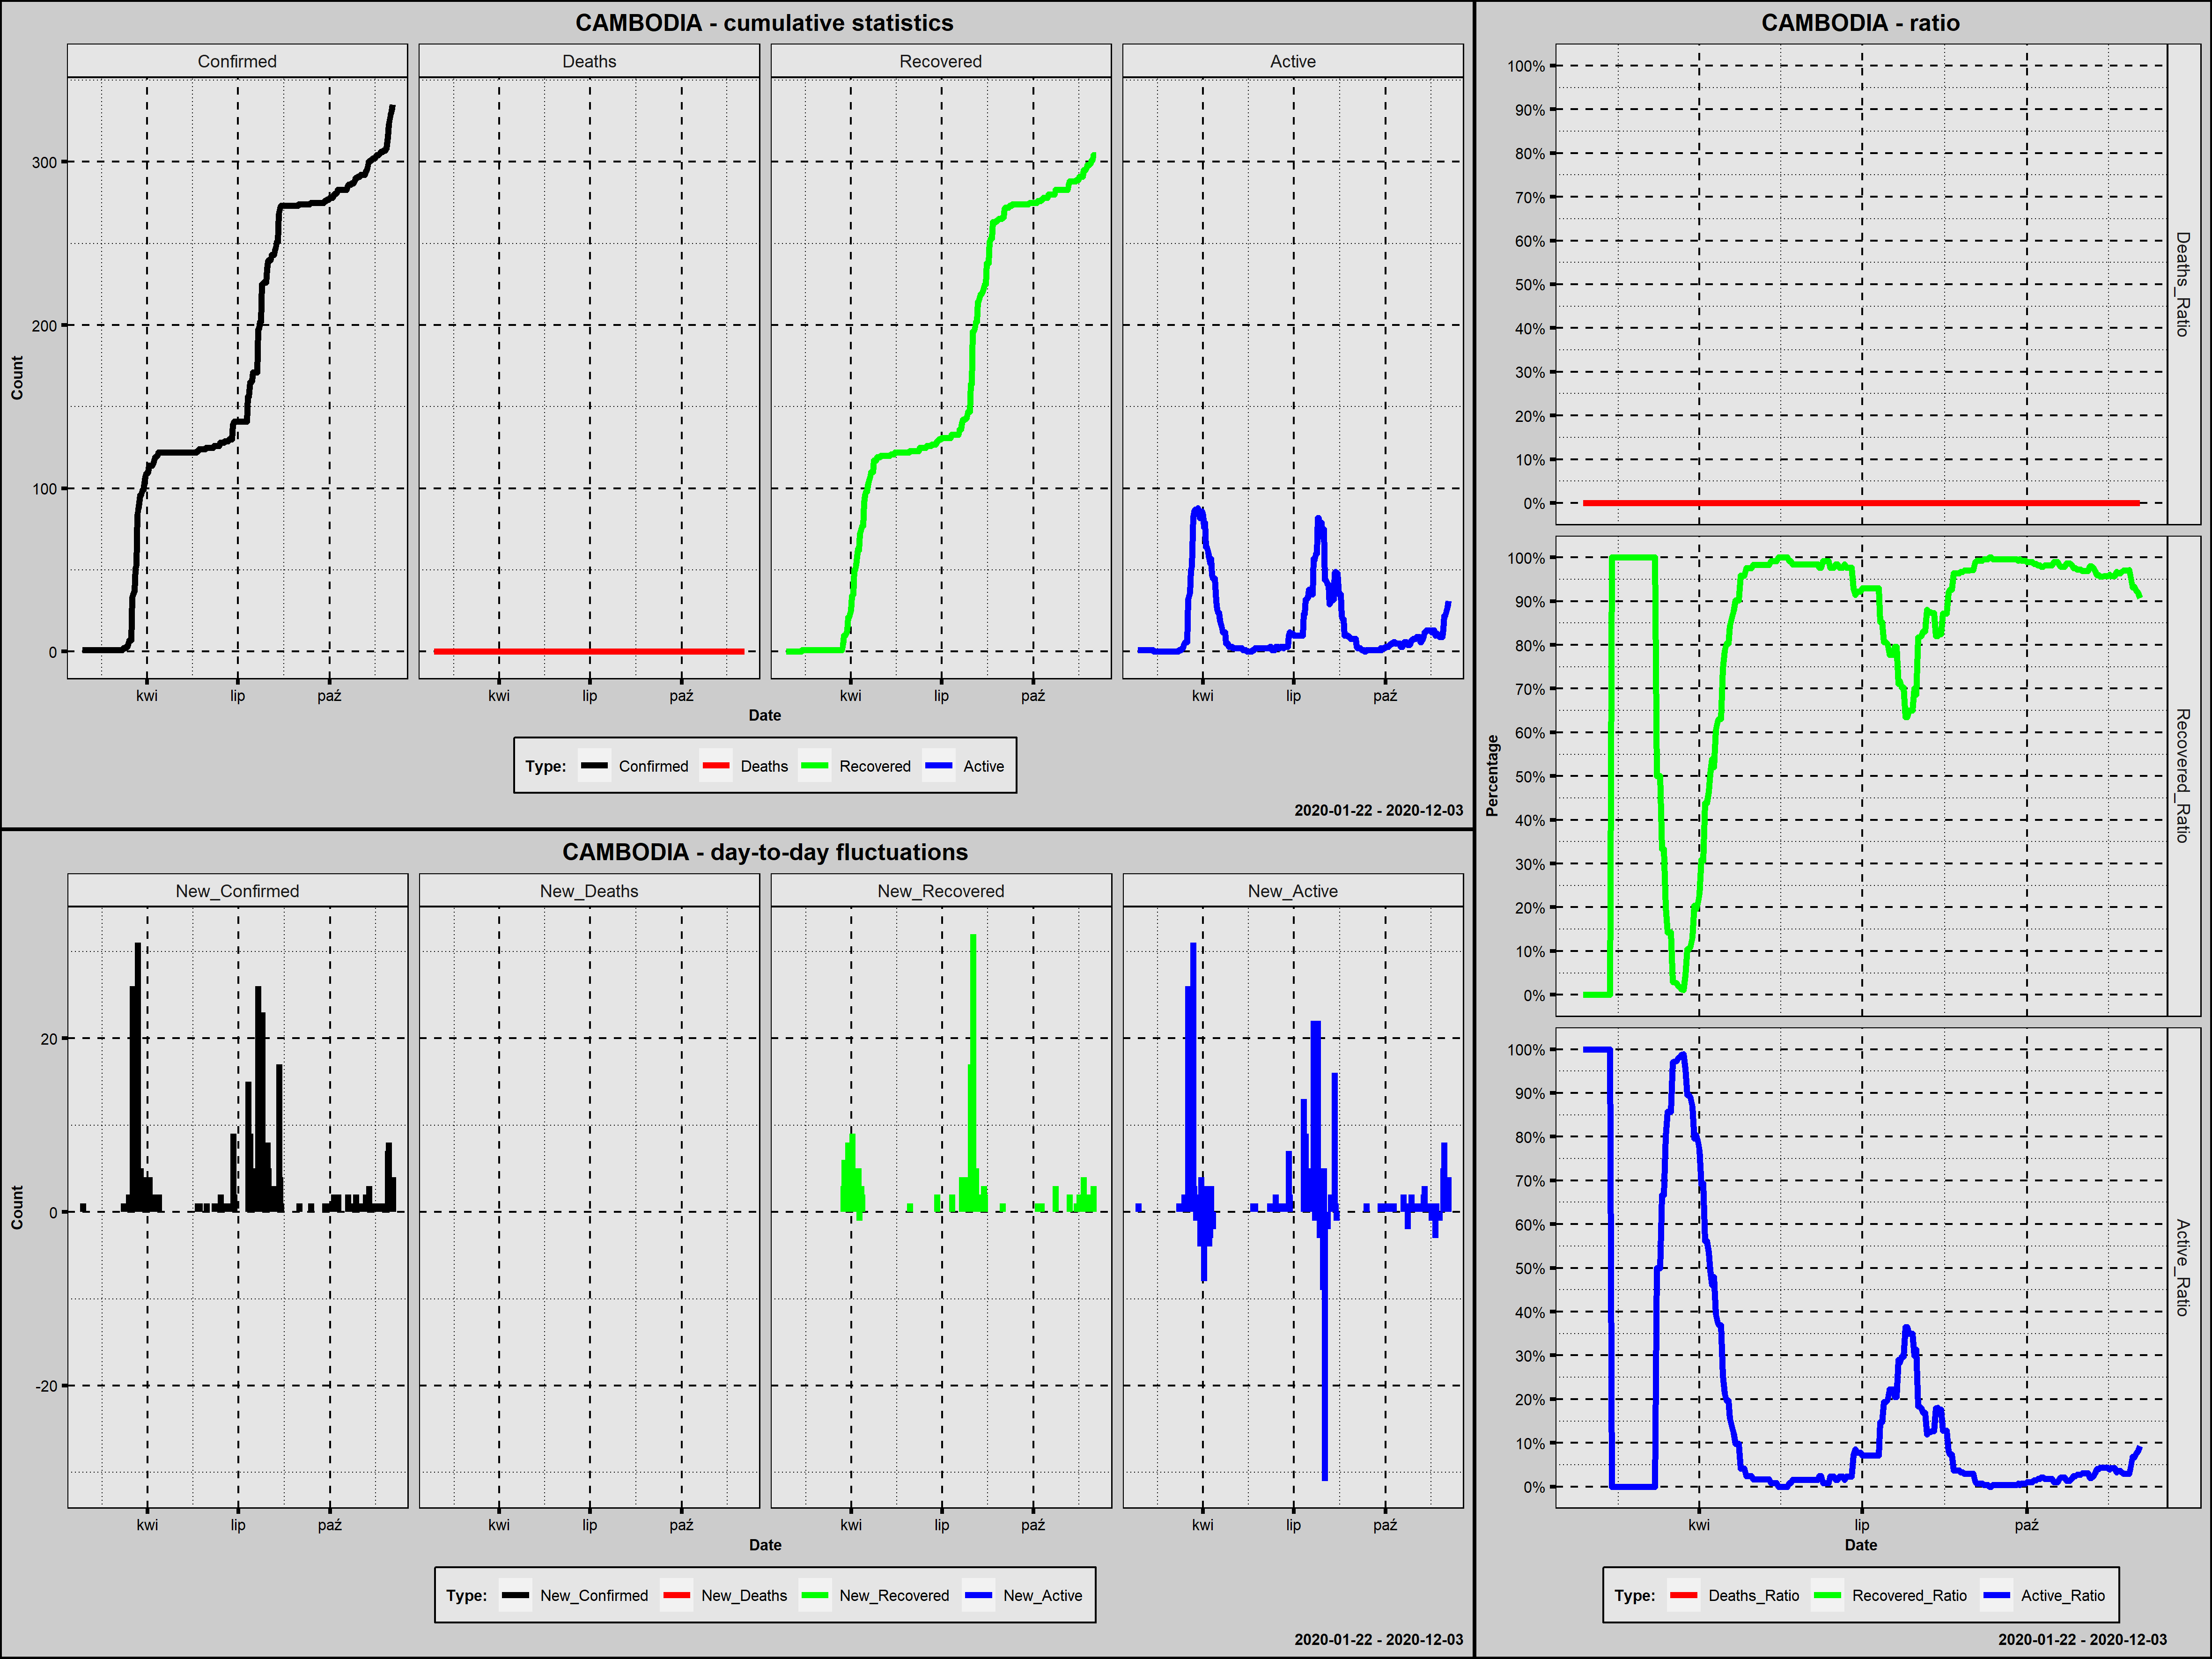 CAMBODIA - cumulative statistics
Confirmed
Deaths
Recovered
Active
Count
300
200
100
0
kwi
lip
paź
kwi
lip
paź
kwi
lip
paź
kwi
lip
paź
Date
Type: Confirmed Deaths Recovered Active
2020-01-22 - 2020-12-03
CAMBODIA - day-to-day fluctuations
New_Confirmed
New_Deaths
New_Recovered
New_Active
Count
20
0
-20
kwi
lip
paź
kwi
lip
paź
kwi
lip
paź
kwi
lip
paź
Date
Type: New_Confirmed New_Deaths New_Recovered New_Active
2020-01-22 - 2020-12-03
CAMBODIA - ratio
Percentage
100%
90%
80%
70%
60%
50%
40%
30%
20%
10%
0%
Deaths_Ratio
100%
90%
80%
70%
60%
50%
40%
30%
20%
10%
0%
Recovered_Ratio
100%
90%
80%
70%
60%
50%
40%
30%
20%
10%
0%
Active_Ratio
kwi
lip
paź
Date
Type: Deaths_Ratio Recovered_Ratio Active_Ratio
2020-01-22 - 2020-12-03